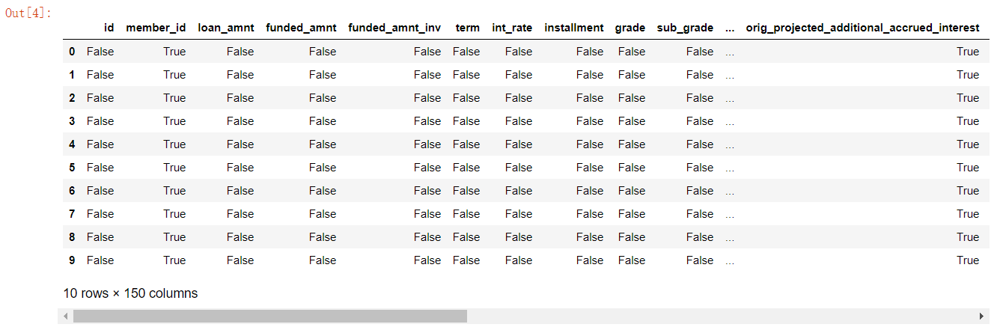 Out[4]:
id member_id loan_amnt funded_amnt funded_amnt_inv term int_rate installment grade sub_grade ... orig_projected_additional_accrued_interest
0 False True False False False False False False False False ... True
1 False True False False False False False False False False ... True
2 False True False False False False False False False False ... True
3 False True False False False False False False False False ... True
4 False True False False False False False False False False ... True
5 False True False False False False False False False False ... True
6 False True False False False False False False False False ... True
7 False True False False False False False False False False ... True
8 False True False False False False False False False False ... True
9 False True False False False False False False False False ... True
10 rows × 150 columns